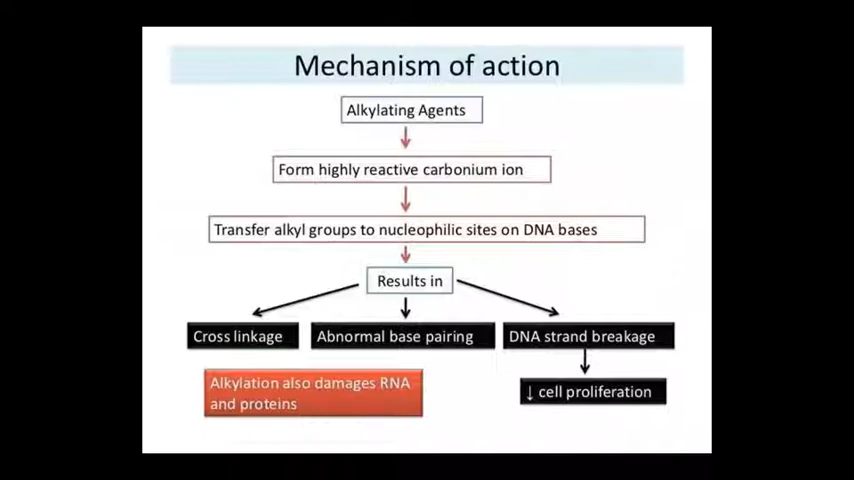 Mechanism of action
Alkylating Agents
Form highly reactive carbonium ion
Transfer alkyl groups to nucleophilic sites on DNA bases
Results in
Cross linkage
Abnormal base pairing
DNA strand breakage
Alkylation also damages RNA
and proteins
↓ cell proliferation